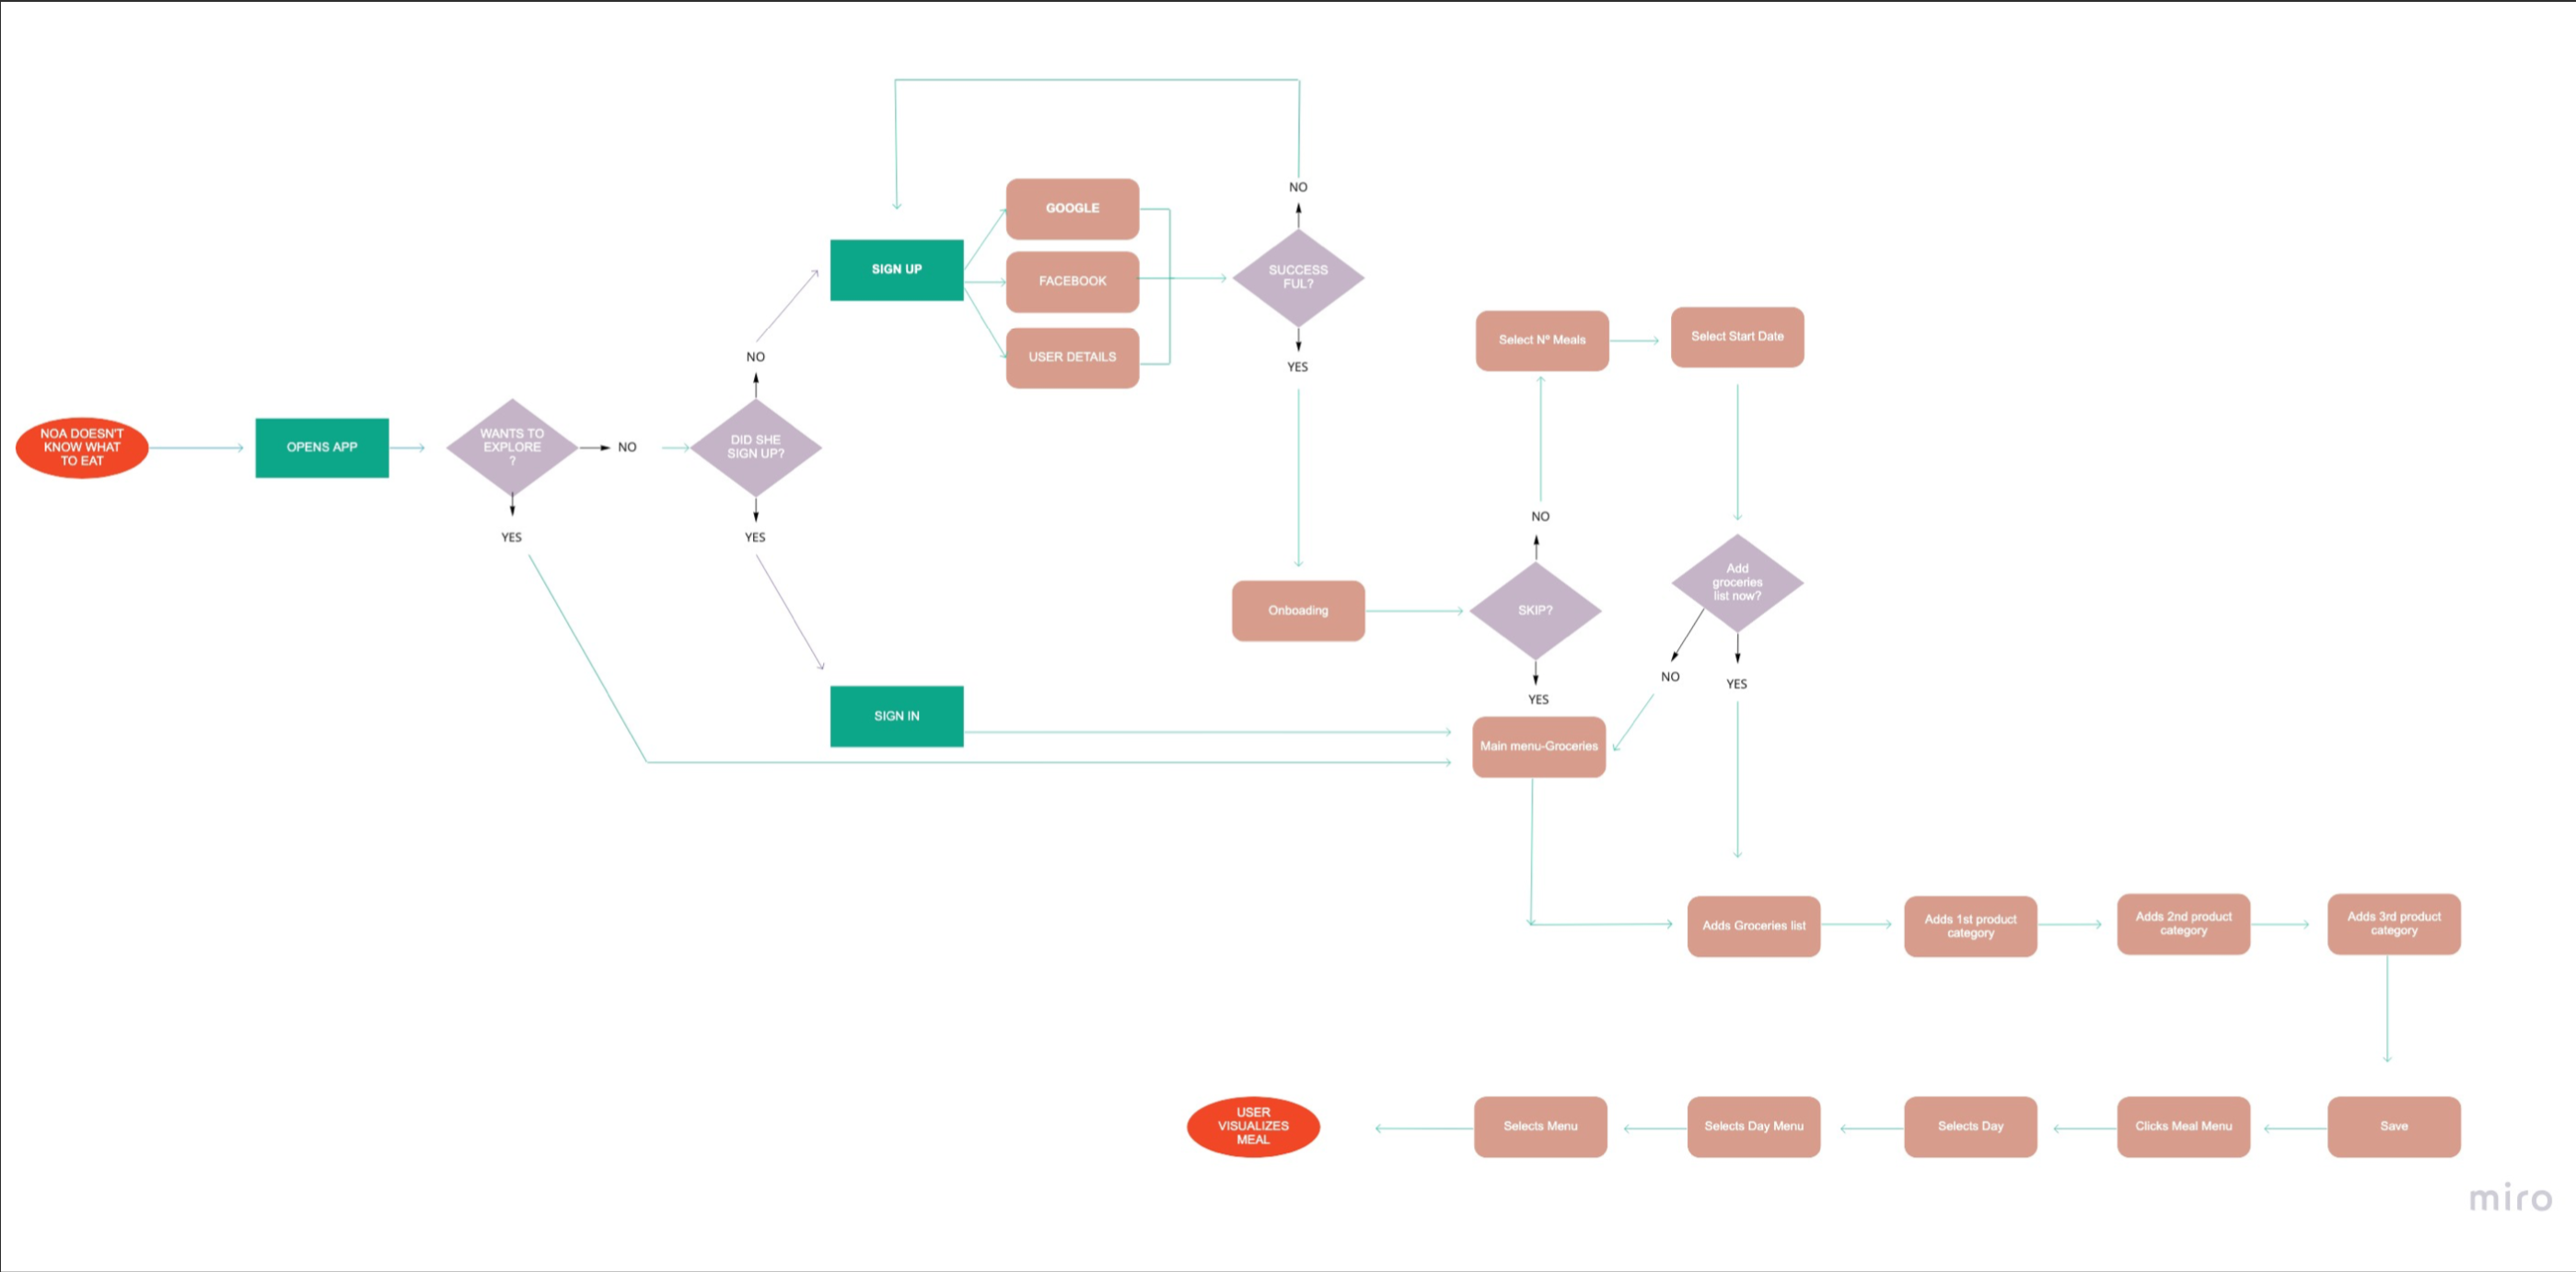 NOA DOESN'T
KNOW WHAT
TO EAT
OPENS APP
WANTS TO
EXPLORE
?
NO
YES
DID SHE
SIGN UP?
NO
YES
SIGN UP
SIGN IN
GOOGLE
FACEBOOK
USER DETAILS
SUCCESS
FUL?
NO
YES
Onboading
SKIP?
NO
YES
Select Nº Meals
Select Start Date
Add
groceries
list now?
NO
YES
Main menu-Groceries
Adds Groceries list
Adds 1st product
category
Adds 2nd product
category
Adds 3rd product
category
Save
Clicks Meal Menu
Selects Day
Selects Day Menu
Selects Menu
USER
VISUALIZES
MEAL
miro